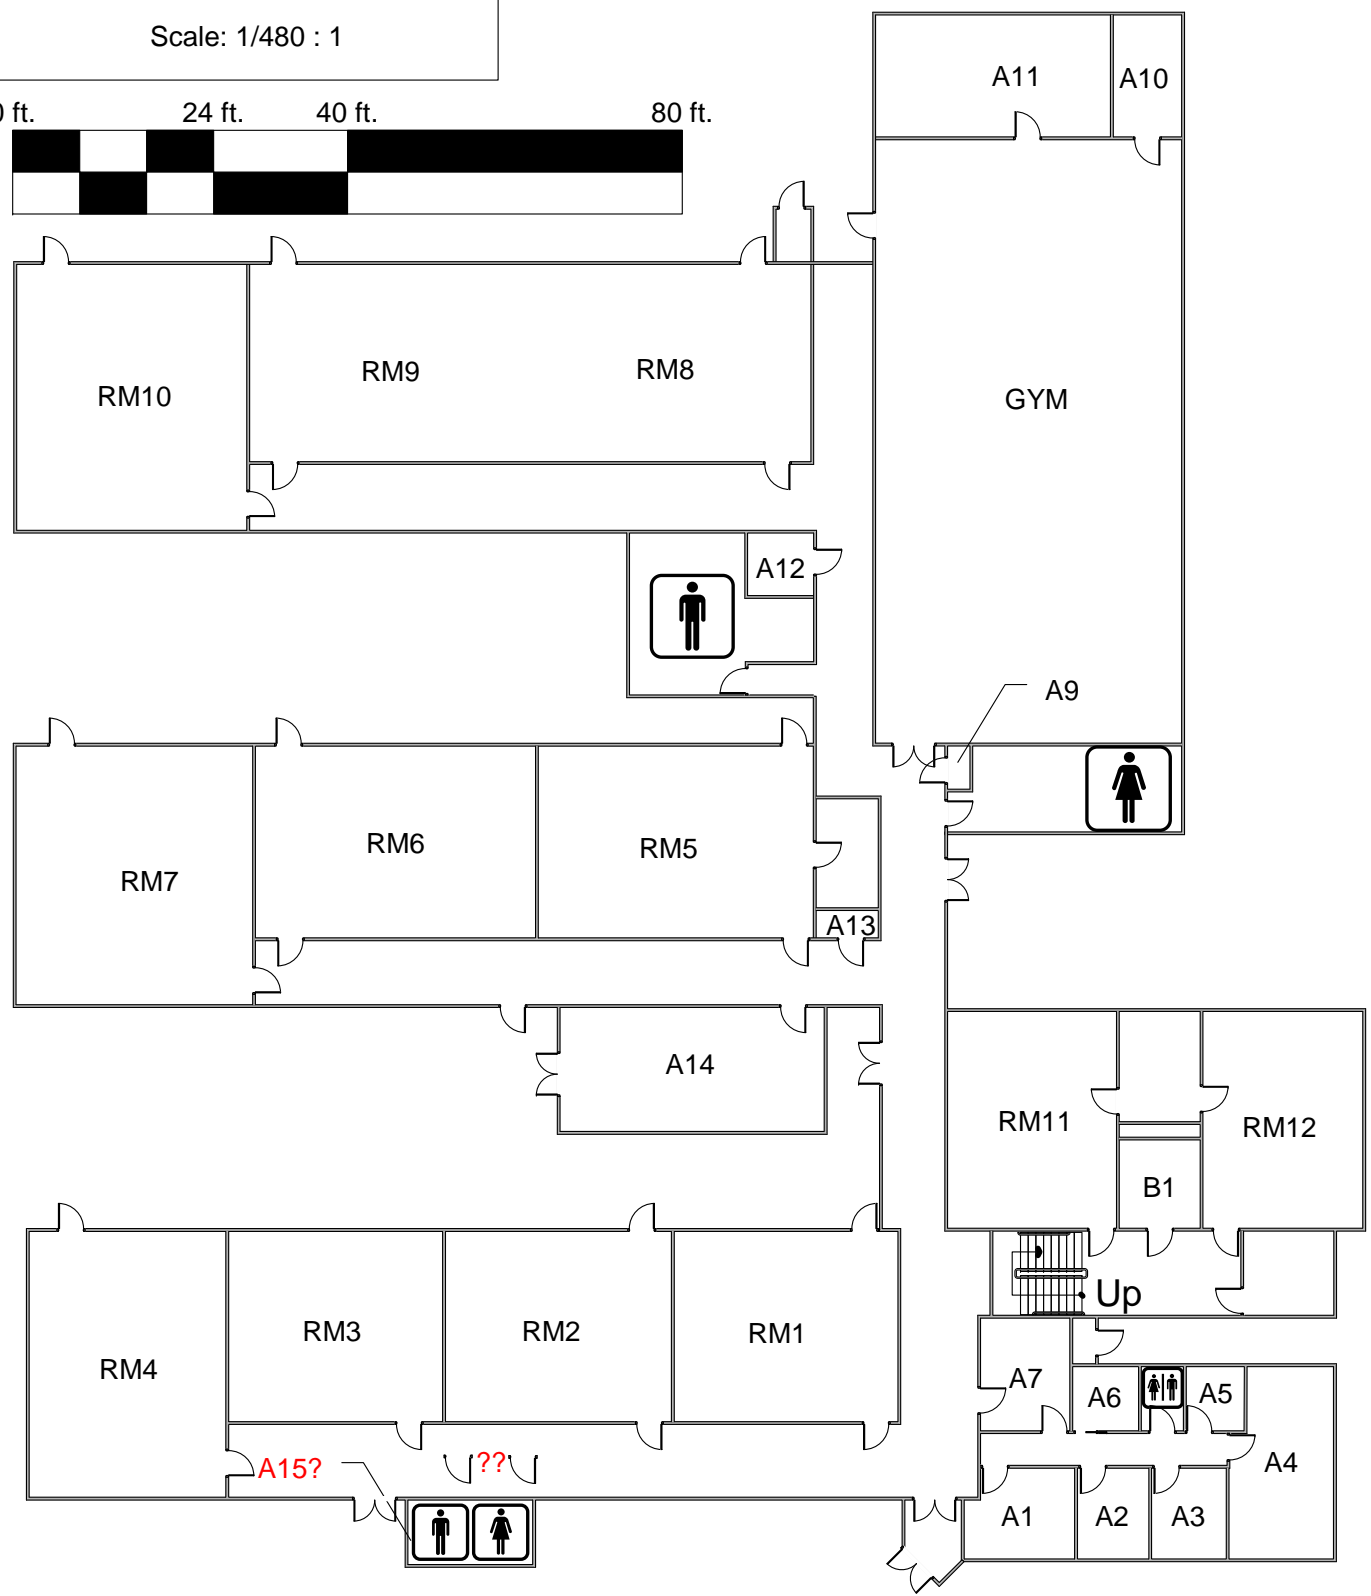 Scale: 1/480 : 1
0 ft. 24 ft. 40 ft. 80 ft.
A11 A10
RM10 RM9 RM8 GYM
A12
A9
RM7 RM6 RM5
A13
A14
RM11 RM12
B1
Up
RM4 RM3 RM2 RM1
A7 A6 A5
A15? ?? A4
A1 A2 A3